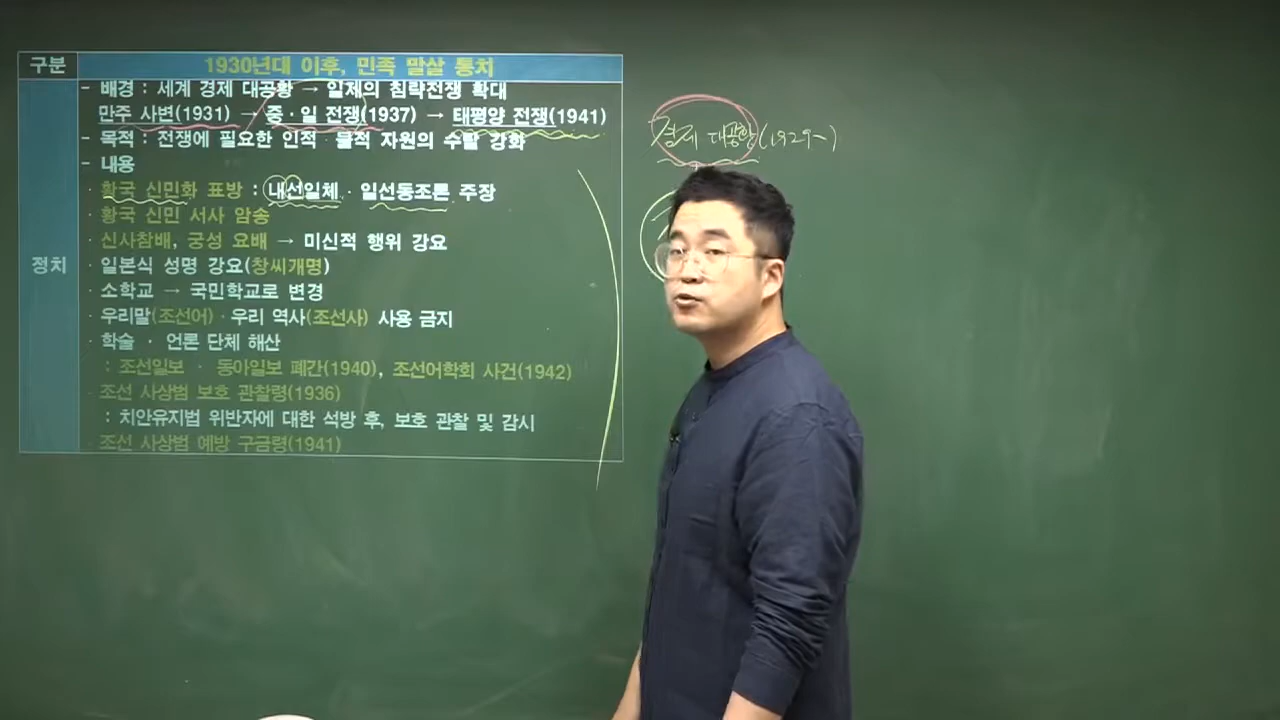 구분
1930년대 이후, 민족 말살 통치
정치
- 배경 : 세계 경제 대공황 → 일제의 침략전쟁 확대
만주 사변(1931) → 중·일 전쟁(1937) → 태평양 전쟁(1941)
- 목적 : 전쟁에 필요한 인적·물적 자원의 수탈 강화
- 내용
· 황국 신민화 표방 : 내선일체 · 일선동조론 주장
· 황국 신민 서사 암송
· 신사참배, 궁성 요배 → 미신적 행위 강요
· 일본식 성명 강요(창씨개명)
· 소학교 → 국민학교로 변경
· 우리말(조선어) · 우리 역사(조선사) 사용 금지
· 학술 · 언론 단체 해산
: 조선일보 · 동아일보 폐간(1940), 조선어학회 사건(1942)
· 조선 사상범 보호 관찰령(1936)
: 치안유지법 위반자에 대한 석방 후, 보호 관찰 및 감시
· 조선 사상범 예방 구금령(1941)
경제 대공황(1929~)